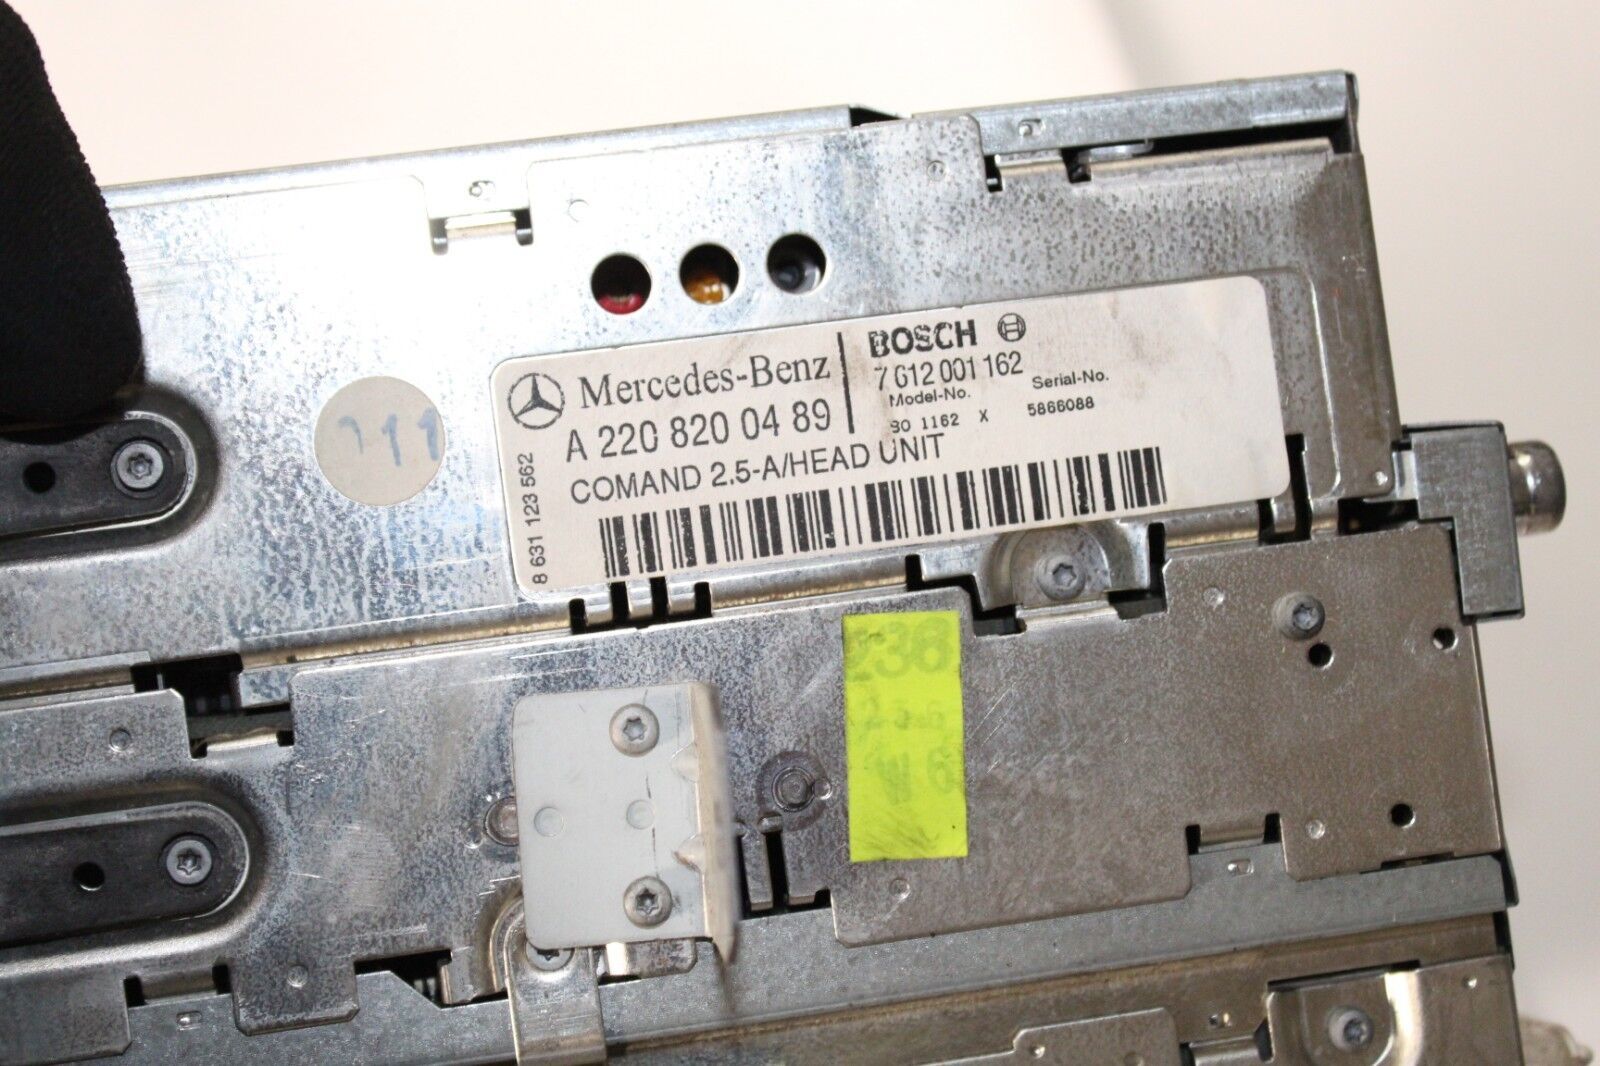 Mercedes-Benz
A 220 820 04 89
COMAND 2.5-A/HEAD UNIT
BOSCH
7 612 001 162
Model-No.
Serial-No.
1162 X
5866088
8 631 123 562